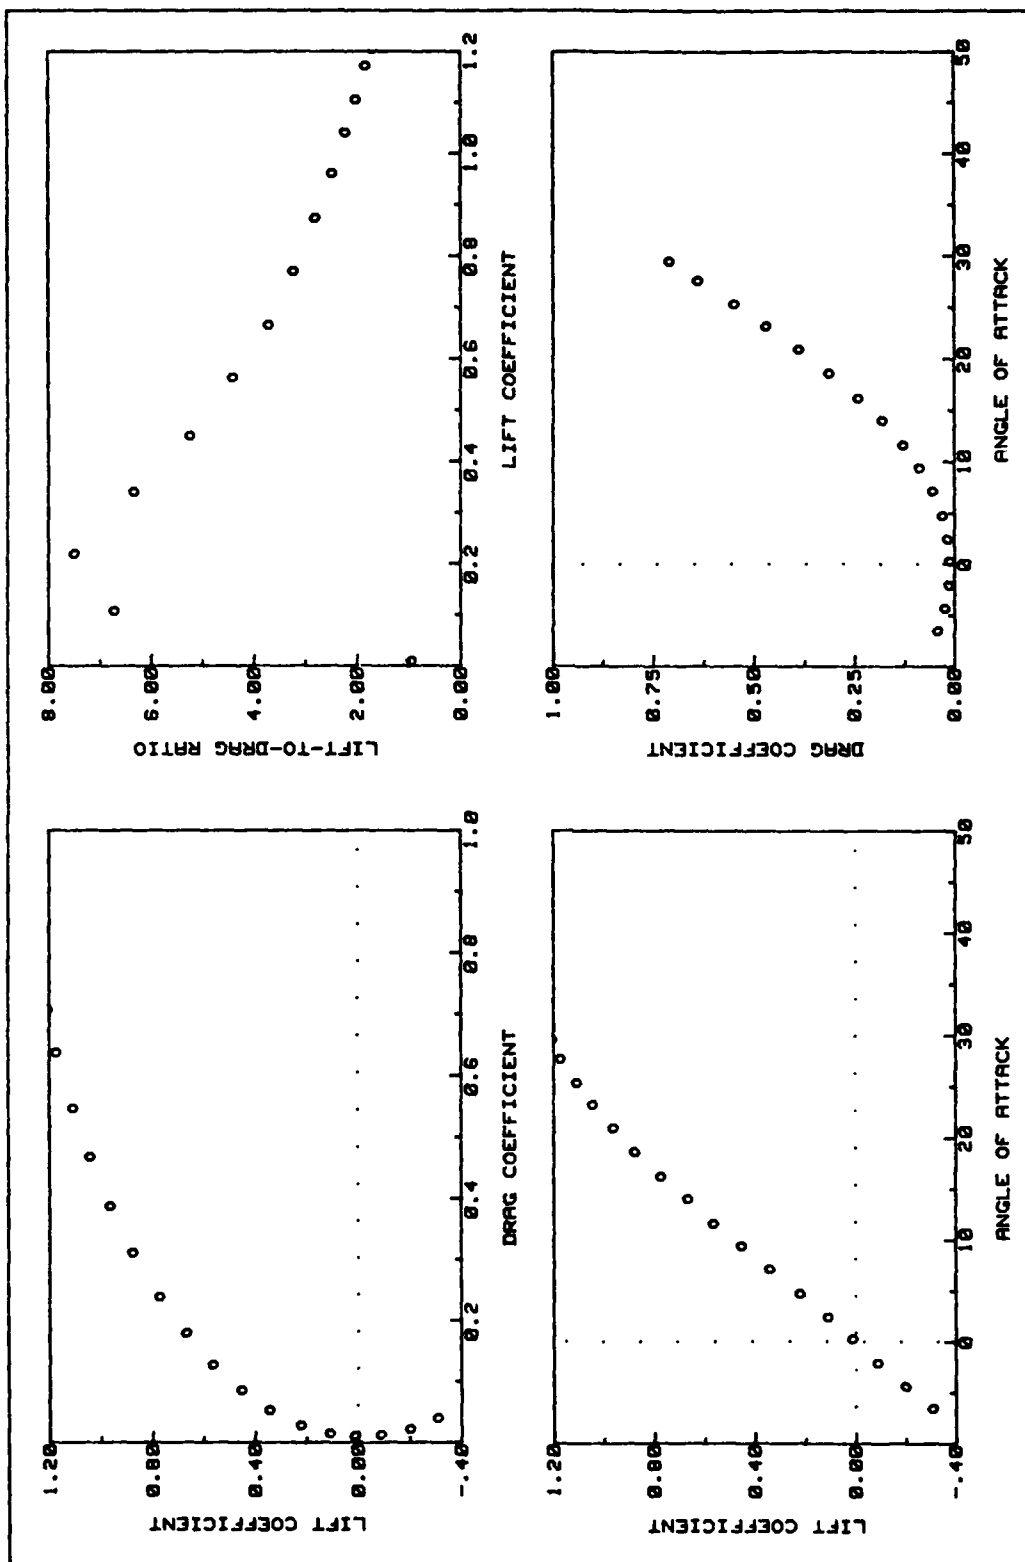 LIFT COEFFICIENT
1.20
0.80
0.40
0.00
-.40
0.2 0.4 0.6 0.8 1.0
DRAG COEFFICIENT
LIFT-TO-DRAG RATIO
8.00
6.00
4.00
2.00
0.00
0.2 0.4 0.6 0.8 1.0 1.2
LIFT COEFFICIENT
LIFT COEFFICIENT
1.20
0.80
0.40
0.00
-.40
0 10 20 30 40 50
ANGLE OF ATTACK
DRAG COEFFICIENT
1.00
0.75
0.50
0.25
0.00
0 10 20 30 40 50
ANGLE OF ATTACK